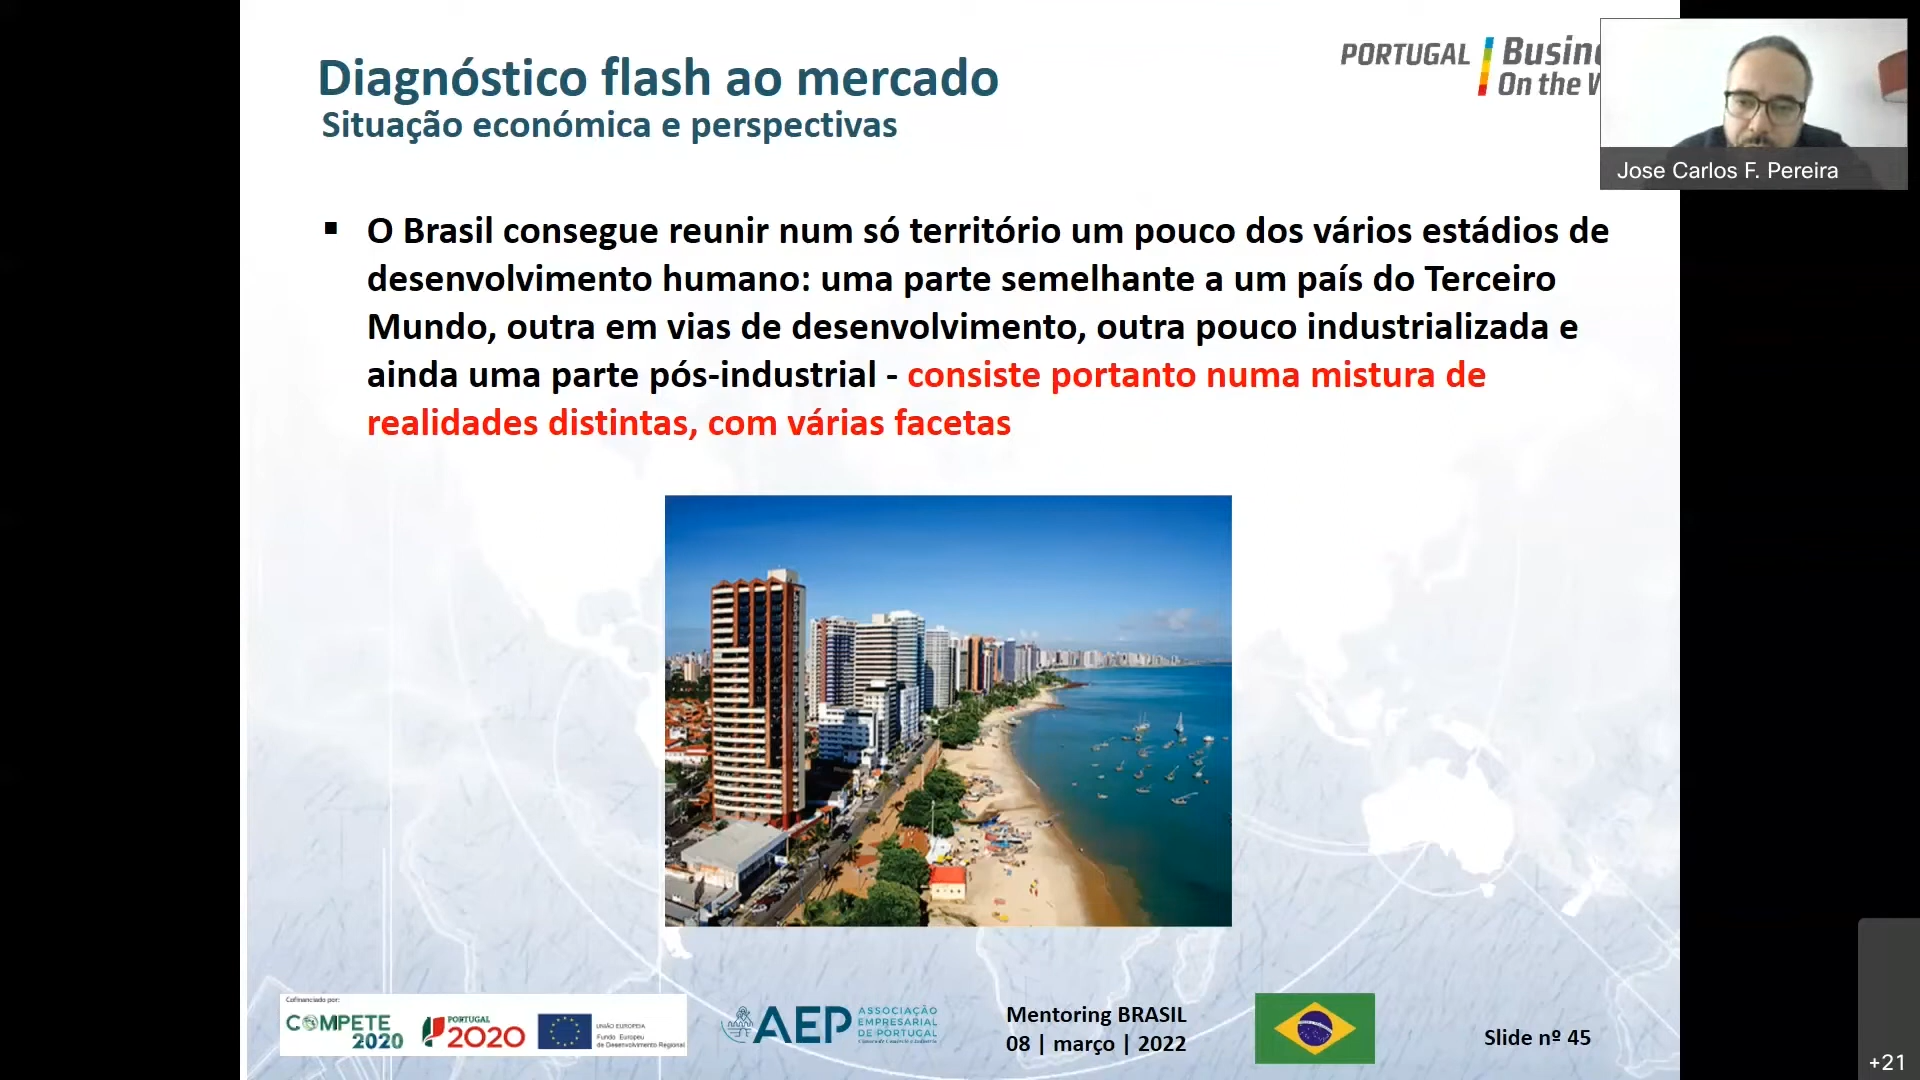 Diagnóstico flash ao mercado
Situação económica e perspectivas
PORTUGAL
On the
Jose Carlos F. Pereira
▪ O Brasil consegue reunir num só território um pouco dos vários estádios de
desenvolvimento humano: uma parte semelhante a um país do Terceiro
Mundo, outra em vias de desenvolvimento, outra pouco industrializada e
ainda uma parte pós-industrial - consiste portanto numa mistura de
realidades distintas, com várias facetas
Cofinanciado por:
COMPETE
2020
PORTUGAL
2020
UNIÃO EUROPEIA
Fundo Europeu
de Desenvolvimento Regional
AEP
ASSOCIAÇÃO
EMPRESARIAL
DE PORTUGAL
Câmara de Comércio e Indústria
Mentoring BRASIL
08 | março | 2022
Slide nº 45
+21